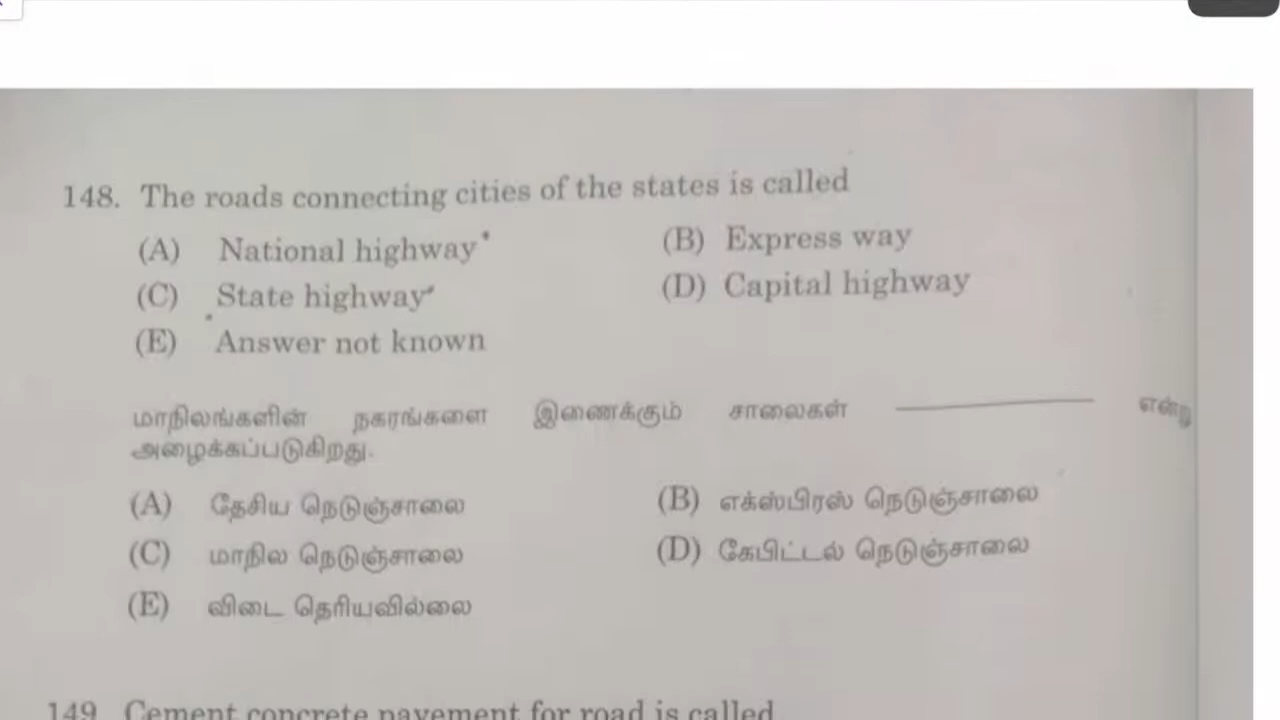 148. The roads connecting cities of the states is called
(A) National highway (B) Express way
(C) State highway (D) Capital highway
(E) Answer not known
மாநிலங்களின் நகரங்களை இணைக்கும் சாலைகள் ________ என்று
அழைக்கப்படுகிறது.
(A) தேசிய நெடுஞ்சாலை (B) எக்ஸ்பிரஸ் நெடுஞ்சாலை
(C) மாநில நெடுஞ்சாலை (D) கேபிட்டல் நெடுஞ்சாலை
(E) விடை தெரியவில்லை
149. Cement concrete pavement for road is called